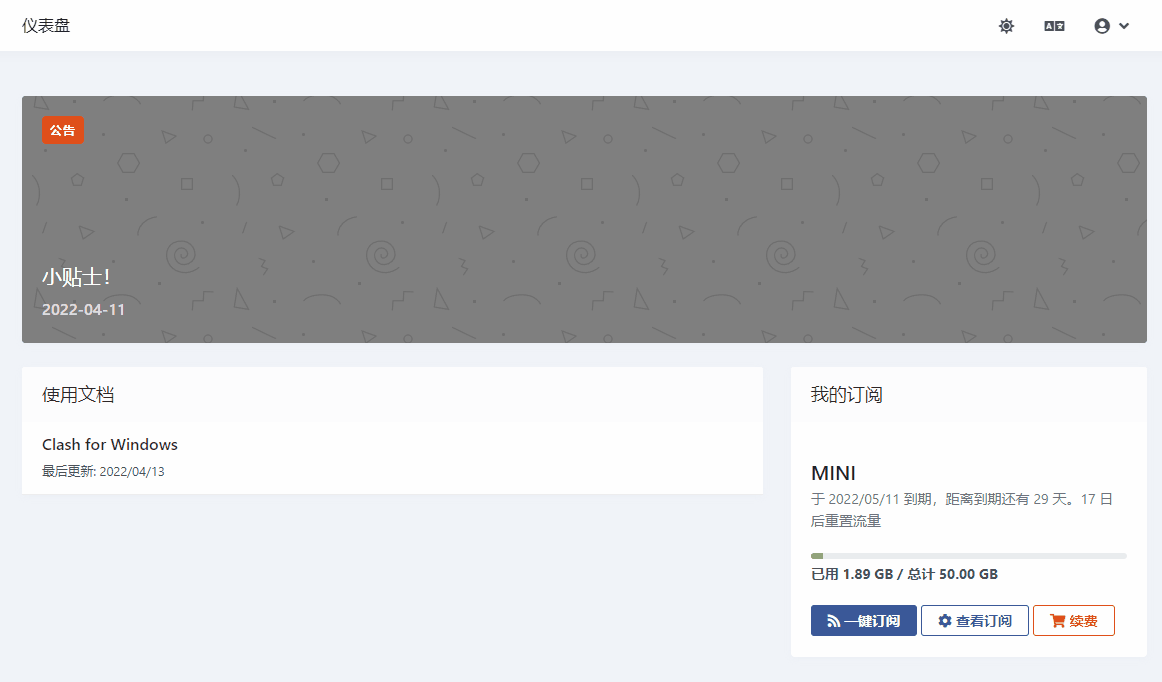 仪表盘
公告
小贴士！
2022-04-11
使用文档
Clash for Windows
最后更新: 2022/04/13
我的订阅
MINI
于 2022/05/11 到期，距离到期还有 29 天。17 日
后重置流量
已用 1.89 GB / 总计 50.00 GB
一键订阅 查看订阅 续费